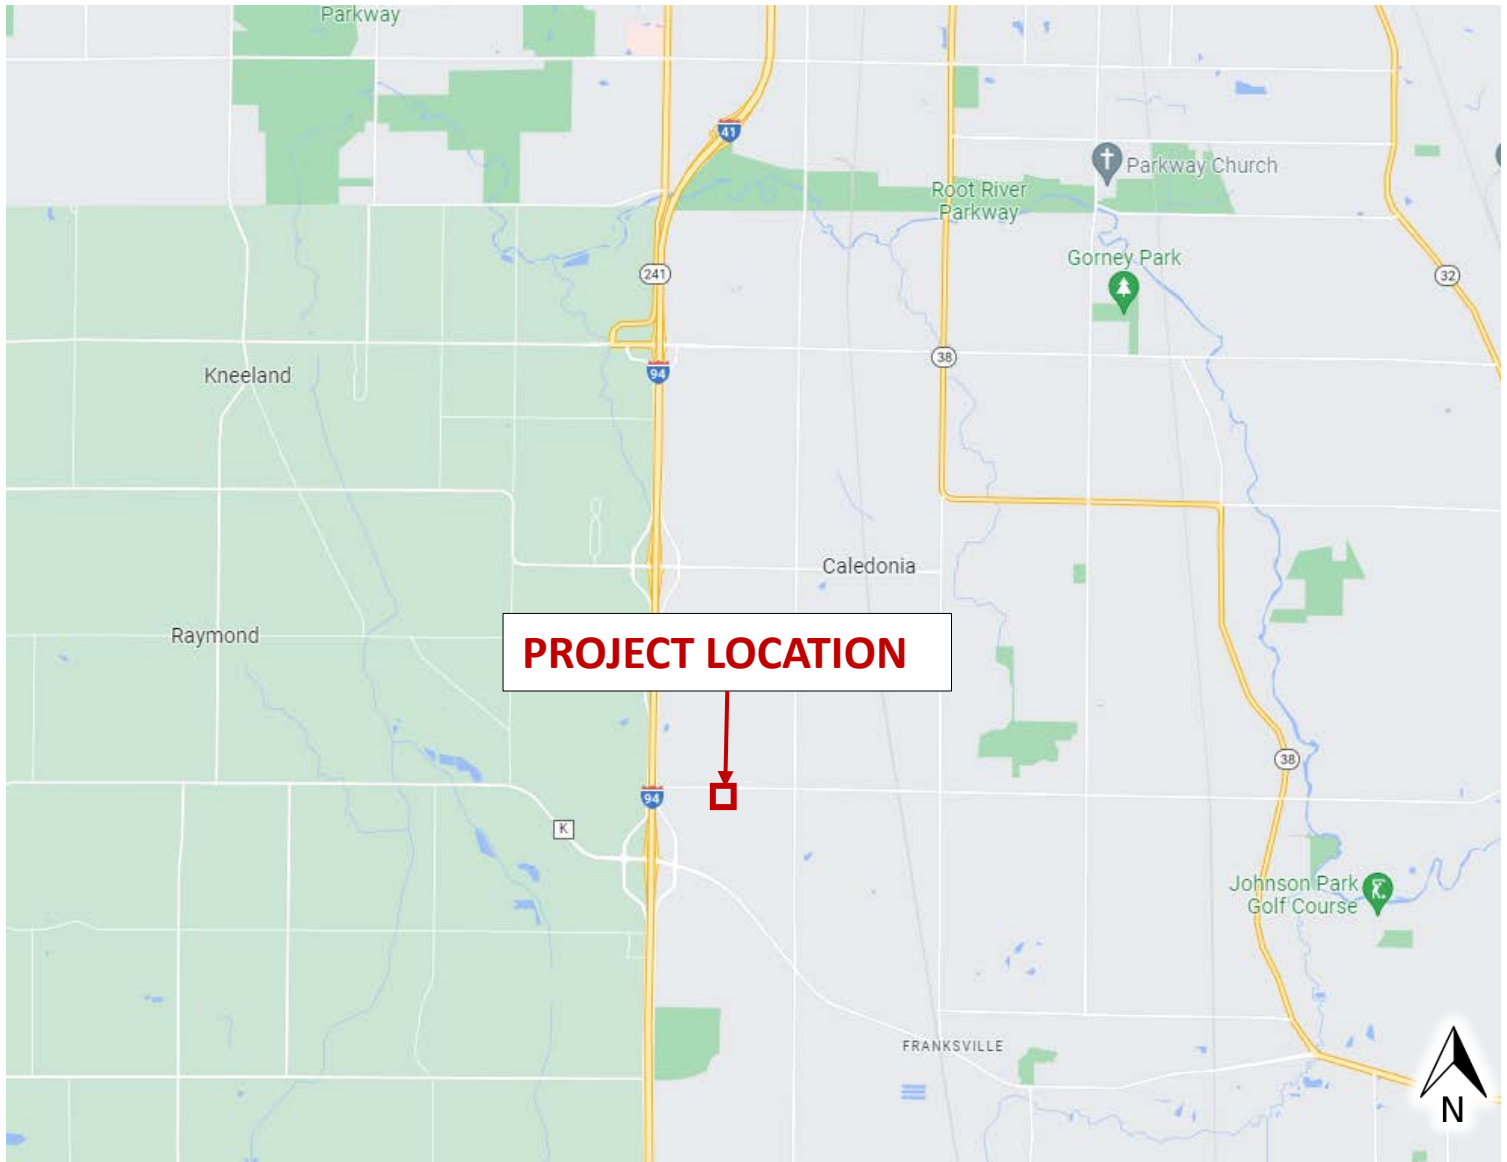 Parkway
41
Parkway Church
Root River
Parkway
Gorney Park
241
32
38
94
Kneeland
Caledonia
PROJECT LOCATION
Raymond
38
94
K
Johnson Park
Golf Course
FRANKSVILLE
N